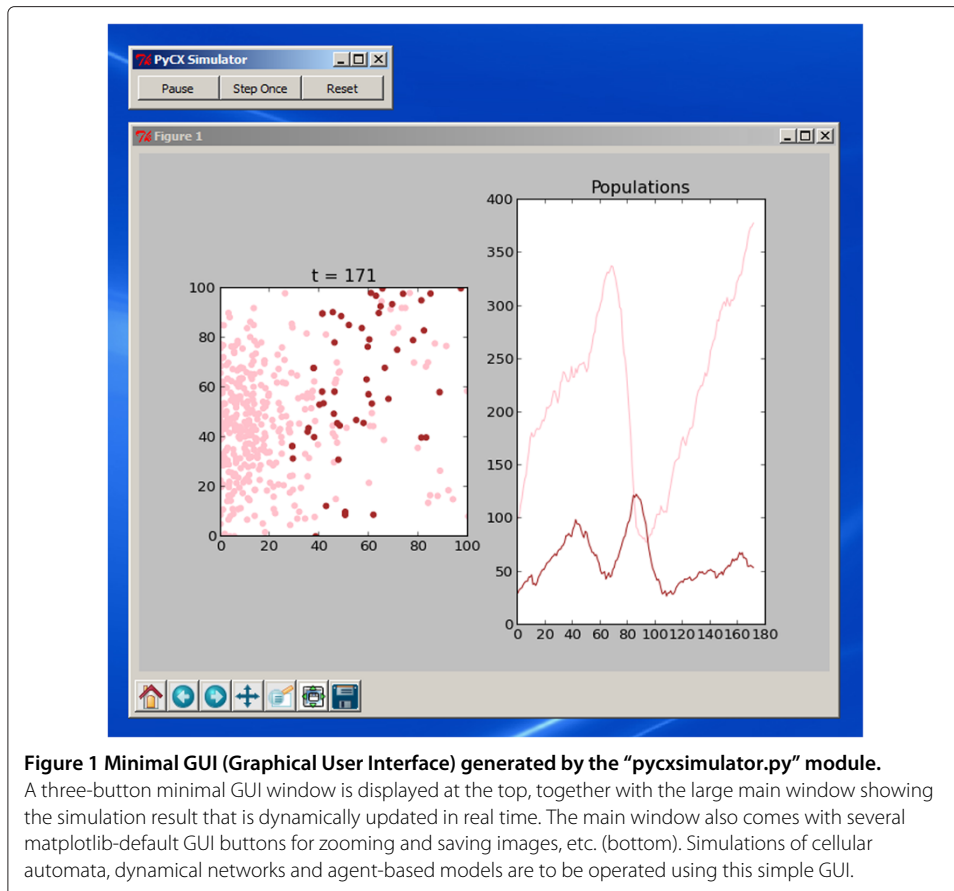 PyCX Simulator
Pause Step Once Reset
Figure 1
Populations
400
350
300
250
200
150
100
50
0
0 20 40 60 80 100 120 140 160 180
t = 171
100
80
60
40
20
0
0 20 40 60 80 100
Figure 1 Minimal GUI (Graphical User Interface) generated by the “pycxsimulator.py” module.
A three-button minimal GUI window is displayed at the top, together with the large main window showing
the simulation result that is dynamically updated in real time. The main window also comes with several
matplotlib-default GUI buttons for zooming and saving images, etc. (bottom). Simulations of cellular
automata, dynamical networks and agent-based models are to be operated using this simple GUI.